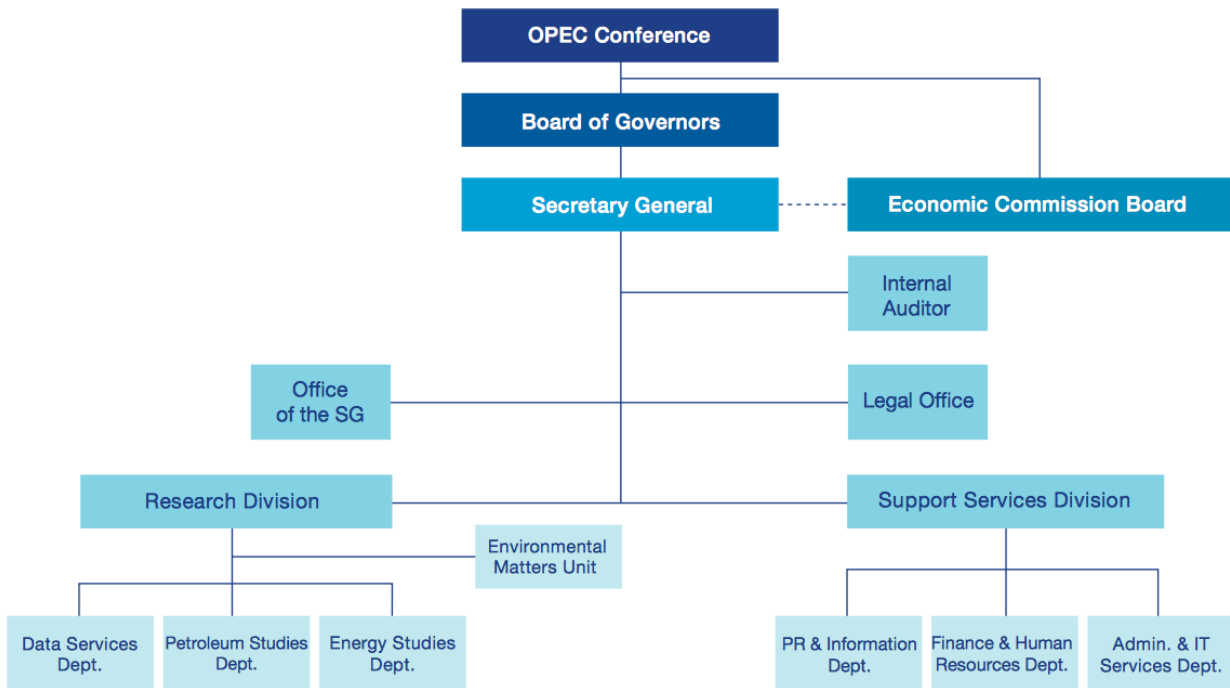 OPEC Conference
Board of Governors
Secretary General
Economic Commission Board
Internal
Auditor
Office
of the SG
Legal Office
Research Division
Support Services Division
Environmental
Matters Unit
Data Services
Dept.
Petroleum Studies
Dept.
Energy Studies
Dept.
PR & Information
Dept.
Finance & Human
Resources Dept.
Admin. & IT
Services Dept.